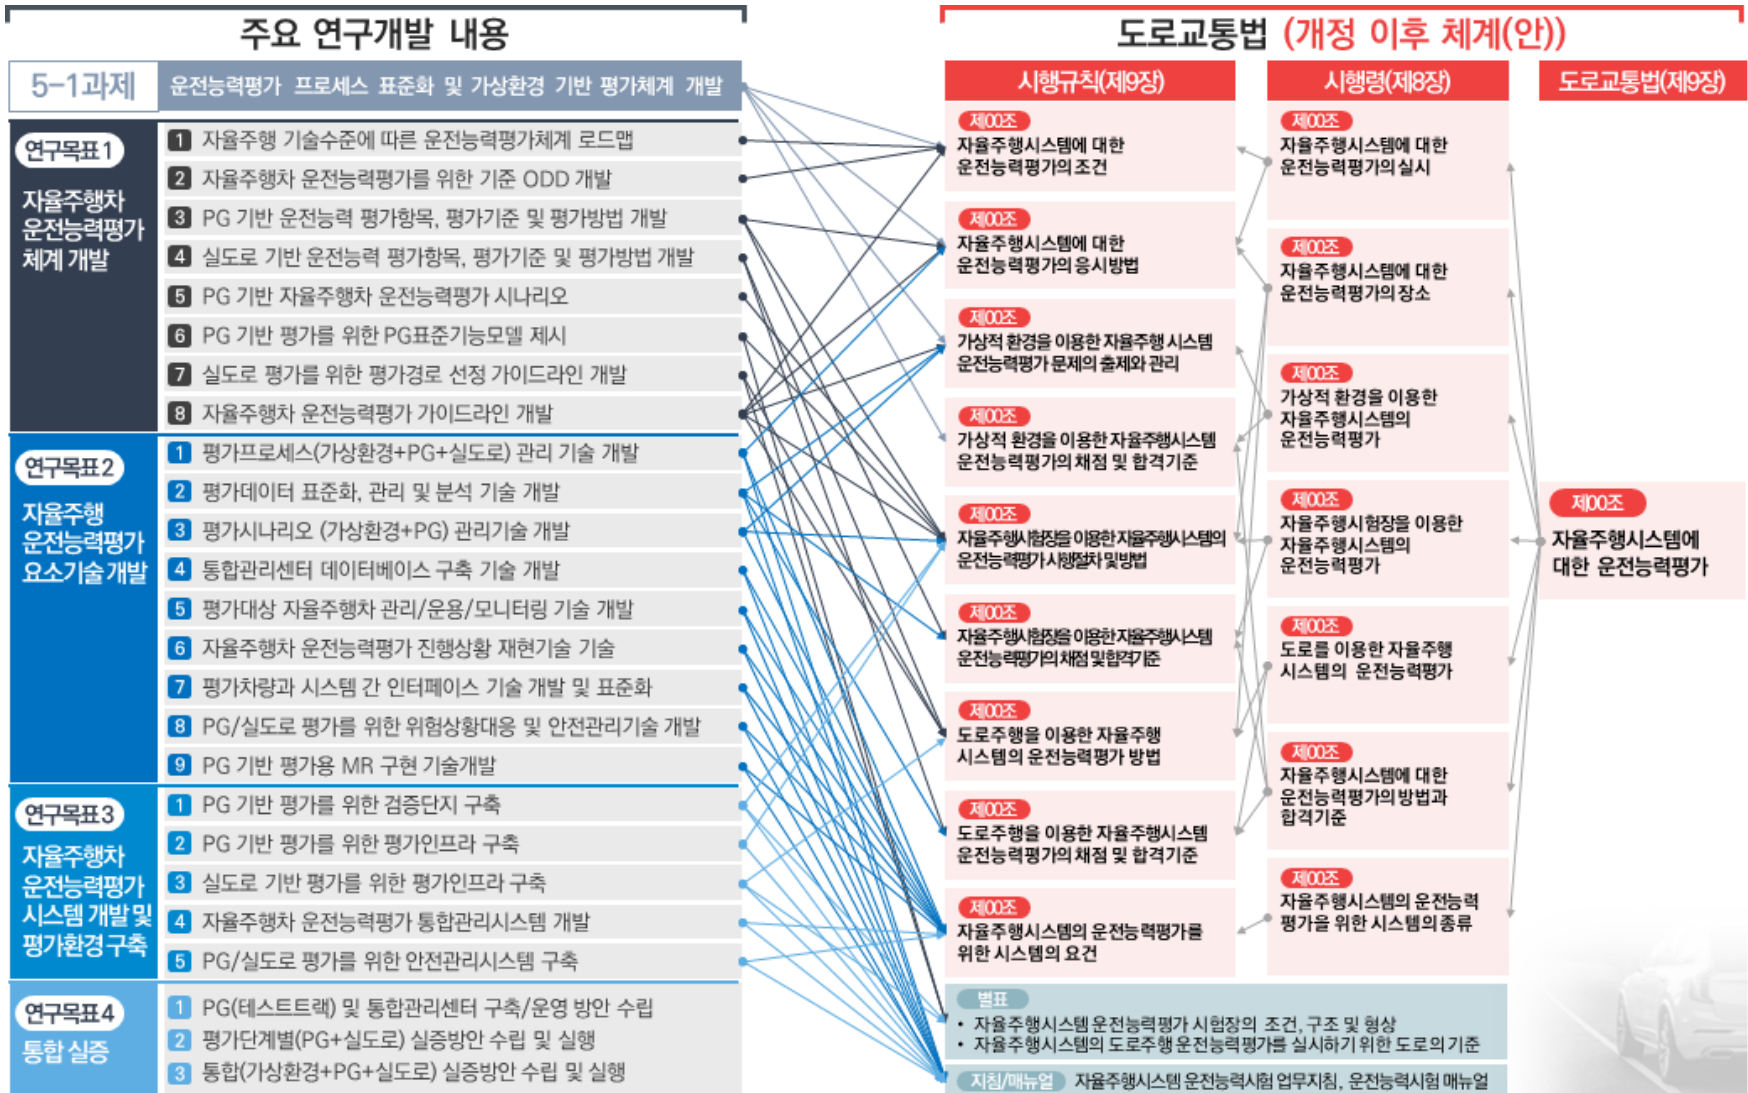 주요 연구개발 내용
5-1과제
운전능력평가 프로세스 표준화 및 가상환경 기반 평가체계 개발
연구목표 1
자율주행차
운전능력평가
체계 개발
1 자율주행 기술수준에 따른 운전능력평가체계 로드맵
2 자율주행차 운전능력평가를 위한 기준 ODD 개발
3 PG 기반 운전능력 평가항목, 평가기준 및 평가방법 개발
4 실도로 기반 운전능력 평가항목, 평가기준 및 평가방법 개발
5 PG 기반 자율주행차 운전능력평가 시나리오
6 PG 기반 평가를 위한 PG표준기능모델 제시
7 실도로 평가를 위한 평가경로 선정 가이드라인 개발
8 자율주행차 운전능력평가 가이드라인 개발
연구목표 2
자율주행
운전능력평가
요소기술 개발
1 평가프로세스(가상환경+PG+실도로) 관리 기술 개발
2 평가데이터 표준화, 관리 및 분석 기술 개발
3 평가시나리오 (가상환경+PG) 관리기술 개발
4 통합관리센터 데이터베이스 구축 기술 개발
5 평가대상 자율주행차 관리/운용/모니터링 기술 개발
6 자율주행차 운전능력평가 진행상황 재현기술 기술
7 평가차량과 시스템 간 인터페이스 기술 개발 및 표준화
8 PG/실도로 평가를 위한 위험상황대응 및 안전관리기술 개발
9 PG 기반 평가용 MR 구현 기술개발
연구목표 3
자율주행차
운전능력평가
시스템 개발 및
평가환경 구축
1 PG 기반 평가를 위한 검증단지 구축
2 PG 기반 평가를 위한 평가인프라 구축
3 실도로 기반 평가를 위한 평가인프라 구축
4 자율주행차 운전능력평가 통합관리시스템 개발
5 PG/실도로 평가를 위한 안전관리시스템 구축
연구목표 4
통합 실증
1 PG(테스트트랙) 및 통합관리센터 구축/운영 방안 수립
2 평가단계별(PG+실도로) 실증방안 수립 및 실행
3 통합(가상환경+PG+실도로) 실증방안 수립 및 실행
도로교통법 (개정 이후 체계(안))
시행규칙(제9장)
제00조
자율주행시스템에 대한
운전능력평가의 조건
제00조
자율주행시스템에 대한
운전능력평가의 응시방법
제00조
가상적 환경을 이용한 자율주행 시스템
운전능력평가 문제의 출제와 관리
제00조
가상적 환경을 이용한 자율주행시스템
운전능력평가의 채점 및 합격기준
제00조
자율주행시험장을 이용한 자율주행시스템의
운전능력평가 시행절차 및 방법
제00조
자율주행시험장을 이용한 자율주행시스템
운전능력평가의 채점 및 합격기준
제00조
도로주행을 이용한 자율주행
시스템의 운전능력평가 방법
제00조
도로주행을 이용한 자율주행시스템
운전능력평가의 채점 및 합격기준
제00조
자율주행시스템의 운전능력평가를
위한 시스템의 요건
시행령(제8장)
제00조
자율주행시스템에 대한
운전능력평가의 실시
제00조
자율주행시스템에 대한
운전능력평가의 장소
제00조
가상적 환경을 이용한
자율주행시스템의
운전능력평가
제00조
자율주행시험장을 이용한
자율주행시스템의
운전능력평가
제00조
도로를 이용한 자율주행
시스템의 운전능력평가
제00조
자율주행시스템에 대한
운전능력평가의 방법과
합격기준
제00조
자율주행시스템의 운전능력
평가을 위한 시스템의 종류
도로교통법(제9장)
제00조
자율주행시스템에
대한 운전능력평가
별표
• 자율주행시스템 운전능력평가 시험장의 조건, 구조 및 형상
• 자율주행시스템의 도로주행 운전능력평가를 실시하기 위한 도로의 기준
지침/매뉴얼 자율주행시스템 운전능력시험 업무지침, 운전능력시험 매뉴얼